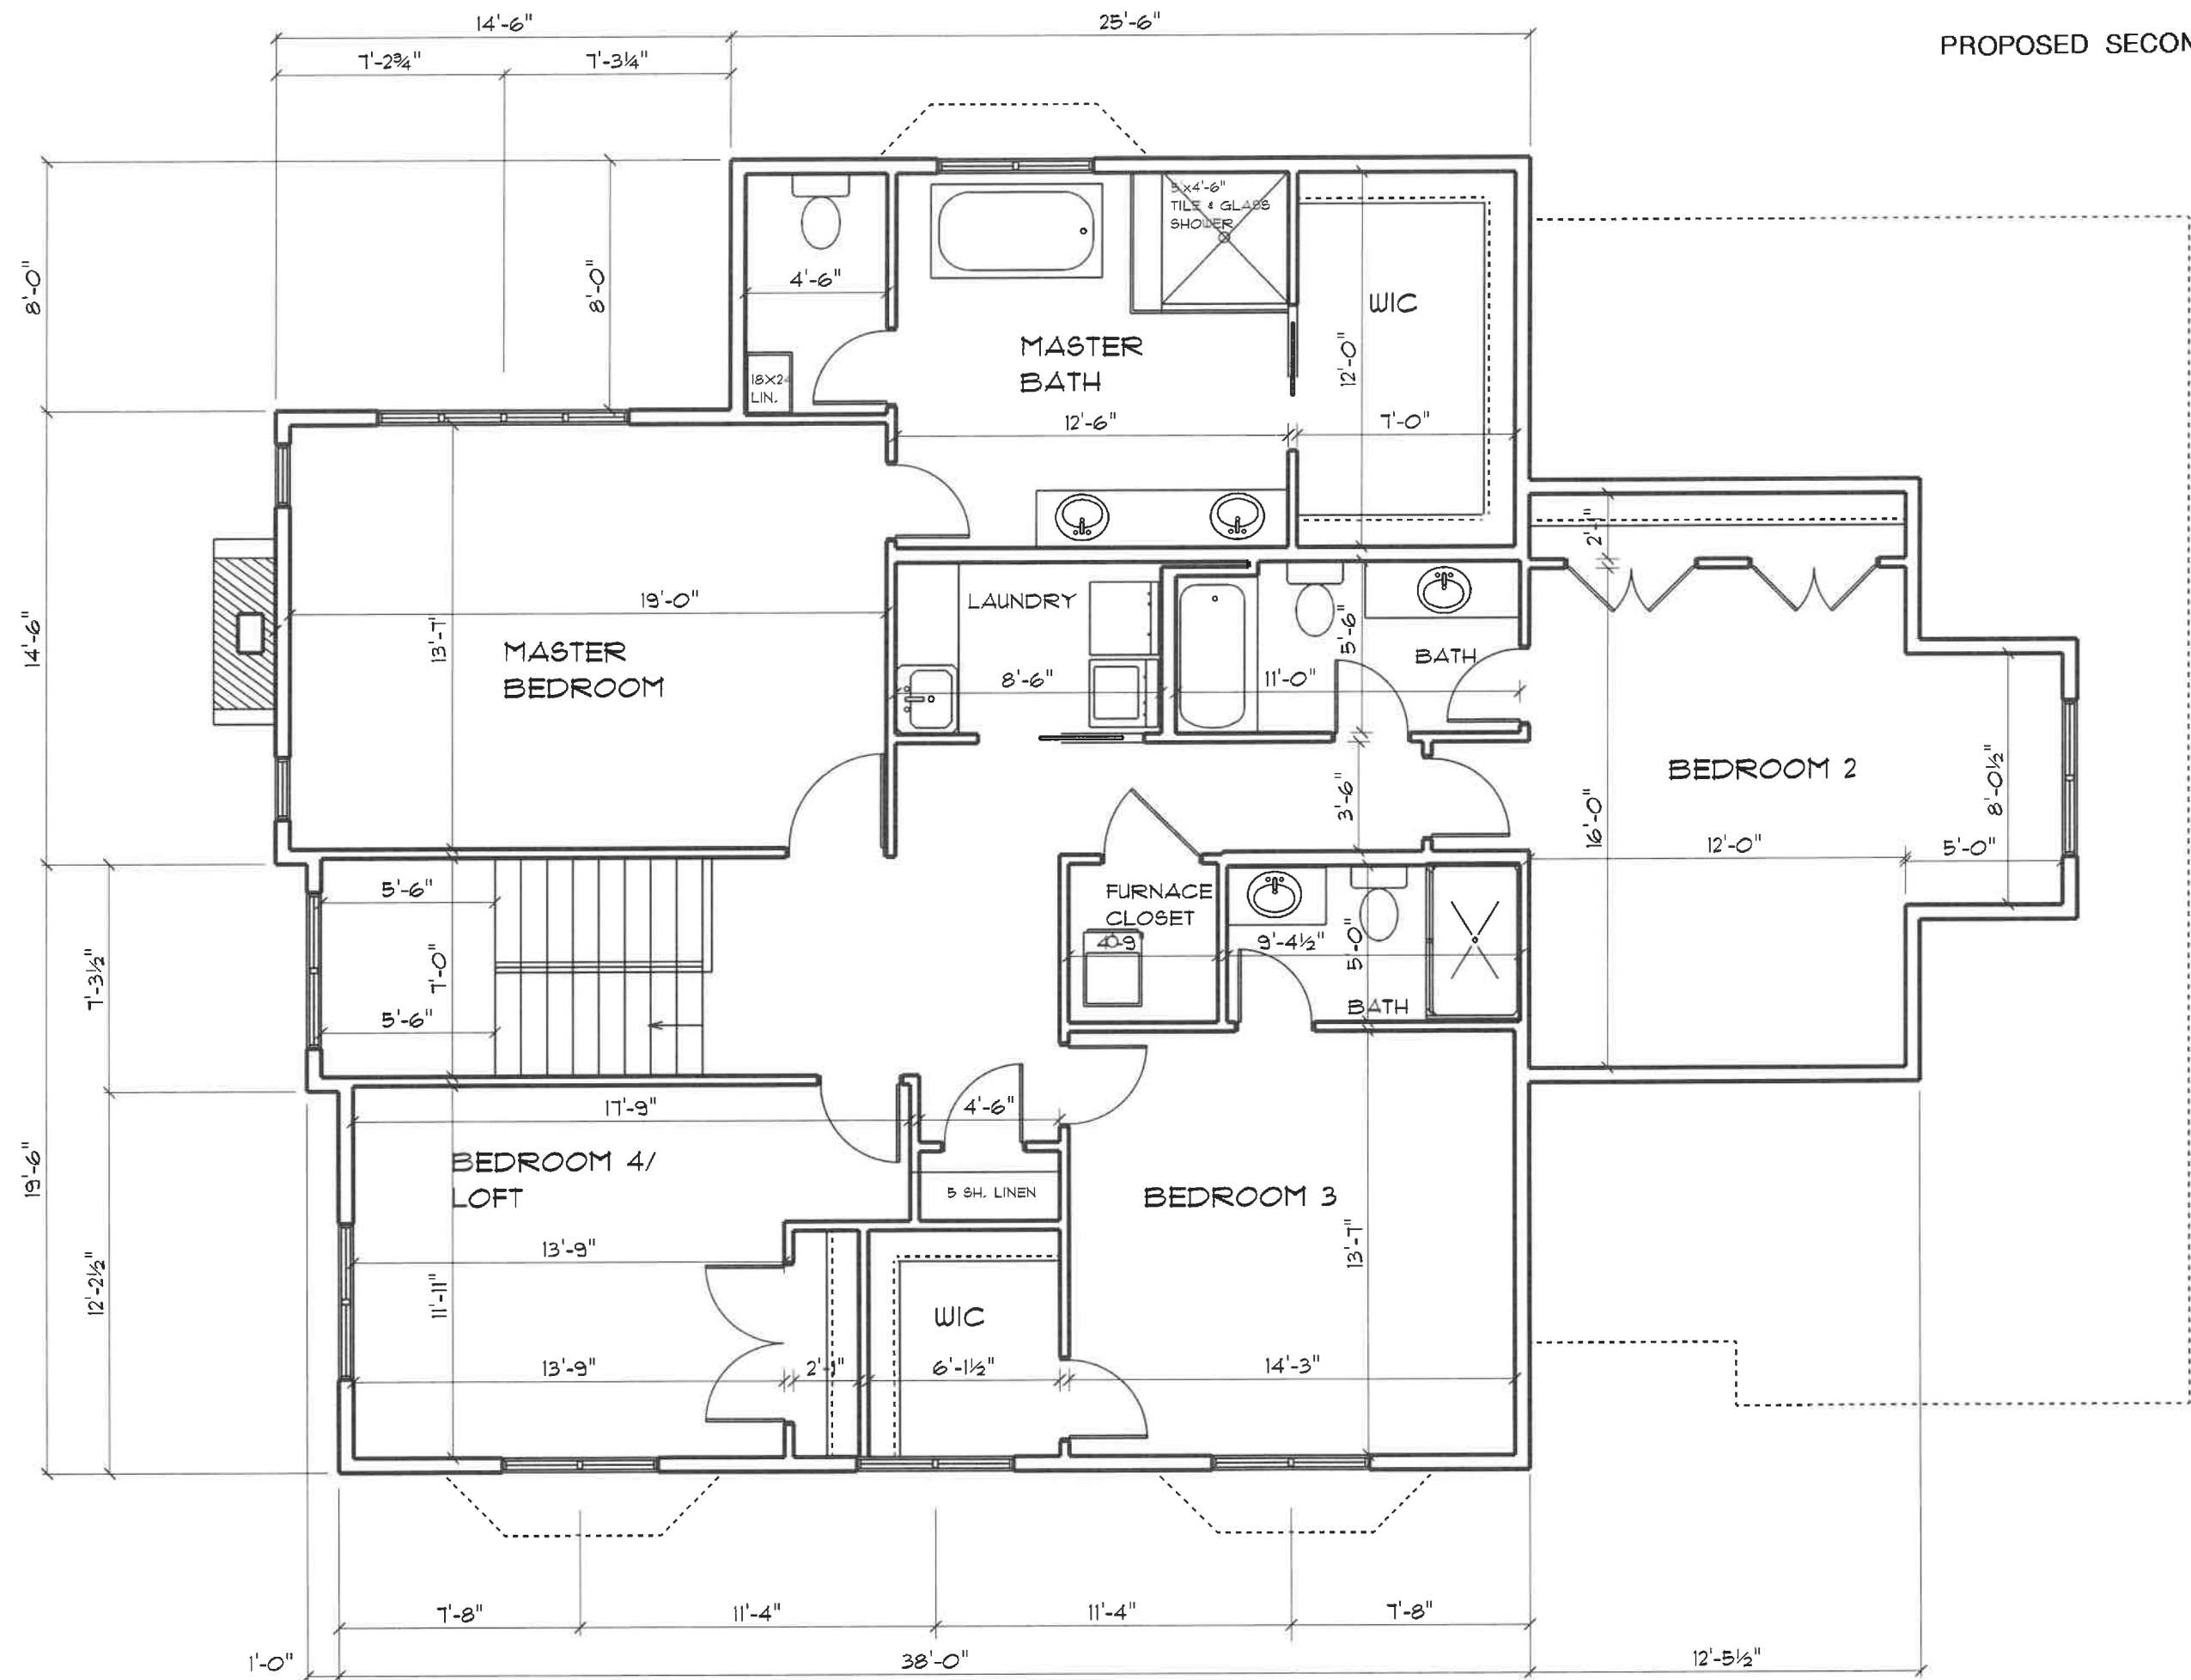 14'-6"
25'-6"
PROPOSED SECON
7'-2¾"
7'-3¼"
8'-0"
8'-0"
5'x4'-6"
TILE & GLASS
SHOWER
4'-6"
WIC
MASTER
BATH
12'-0"
18X24
LIN.
12'-6"
7'-0"
2'-1"
14'-6"
19'-0"
13'-7"
MASTER
BEDROOM
LAUNDRY
8'-6"
5'-6"
BATH
11'-0"
BEDROOM 2
8'-0½"
3'-6"
16'-0"
12'-0"
5'-0"
5'-6"
FURNACE
CLOSET
4'-9
9'-4½"
5'-0"
7'-3½"
7'-0"
5'-6"
BATH
17'-9"
4'-6"
19'-6"
BEDROOM 4/
LOFT
5 SH. LINEN
BEDROOM 3
13'-9"
13'-7"
12'-2½"
11'-11"
WIC
13'-9"
2'-1"
6'-1½"
14'-3"
7'-8"
11'-4"
11'-4"
7'-8"
1'-0"
38'-0"
12'-5½"